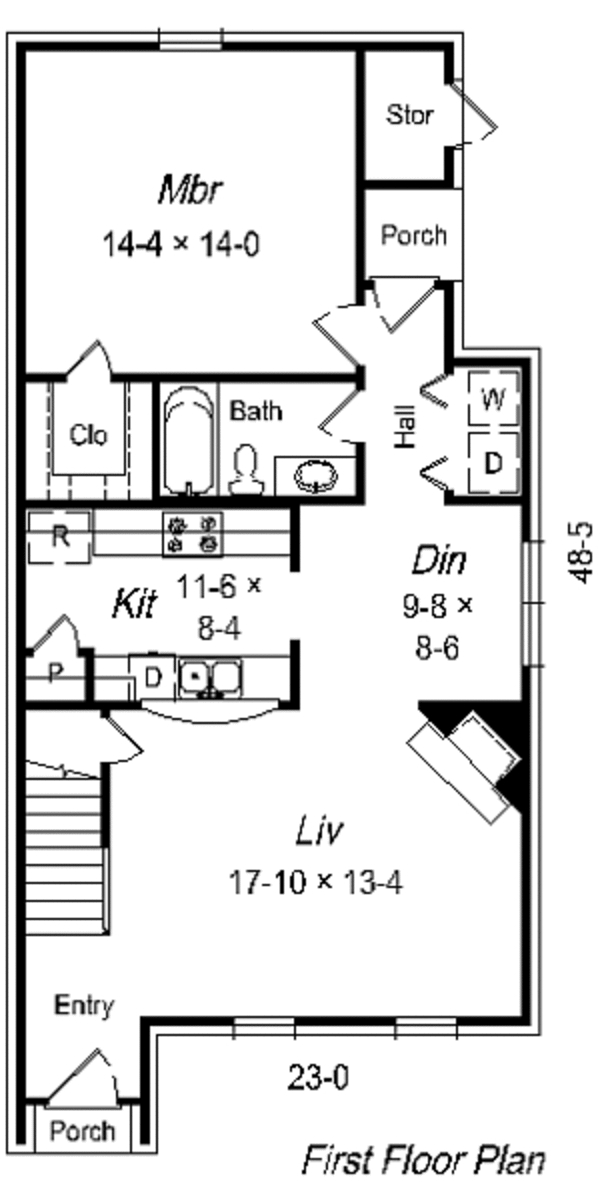 Stor
Mbr
14-4 × 14-0
Porch
Clo
Bath
Hall
W
D
R
Kit
11-6 ×
8-4
Din
9-8 ×
8-6
48-5
P
D
Liv
17-10 × 13-4
Entry
23-0
Porch
First Floor Plan